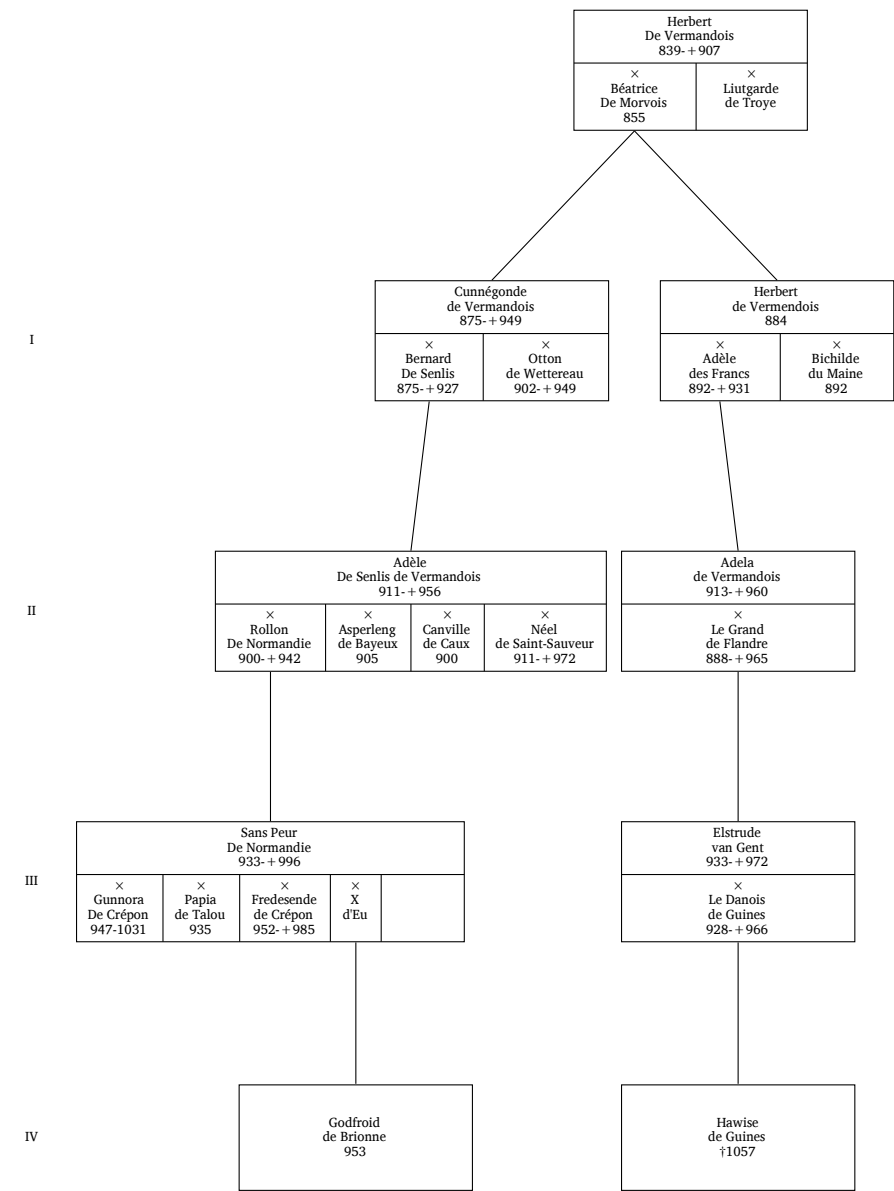 Herbert
De Vermandois
839-+907
×
Béatrice
De Morvois
855
×
Liutgarde
de Troye
I
Cunnégonde
de Vermandois
875-+949
×
Bernard
De Senlis
875-+927
×
Otton
de Wettereau
902-+949
Herbert
de Vermendois
884
×
Adèle
des Francs
892-+931
×
Bichilde
du Maine
892
II
Adèle
De Senlis de Vermandois
911-+956
×
Rollon
De Normandie
900-+942
×
Asperleng
de Bayeux
905
×
Canville
de Caux
900
×
Néel
de Saint-Sauveur
911-+972
Adela
de Vermandois
913-+960
×
Le Grand
de Flandre
888-+965
III
Sans Peur
De Normandie
933-+996
×
Gunnora
De Crépon
947-1031
×
Papia
de Talou
935
×
Fredesende
de Crépon
952-+985
×
X
d'Eu
Elstrude
van Gent
933-+972
×
Le Danois
de Guines
928-+966
IV
Godfroid
de Brionne
953
Hawise
de Guines
†1057